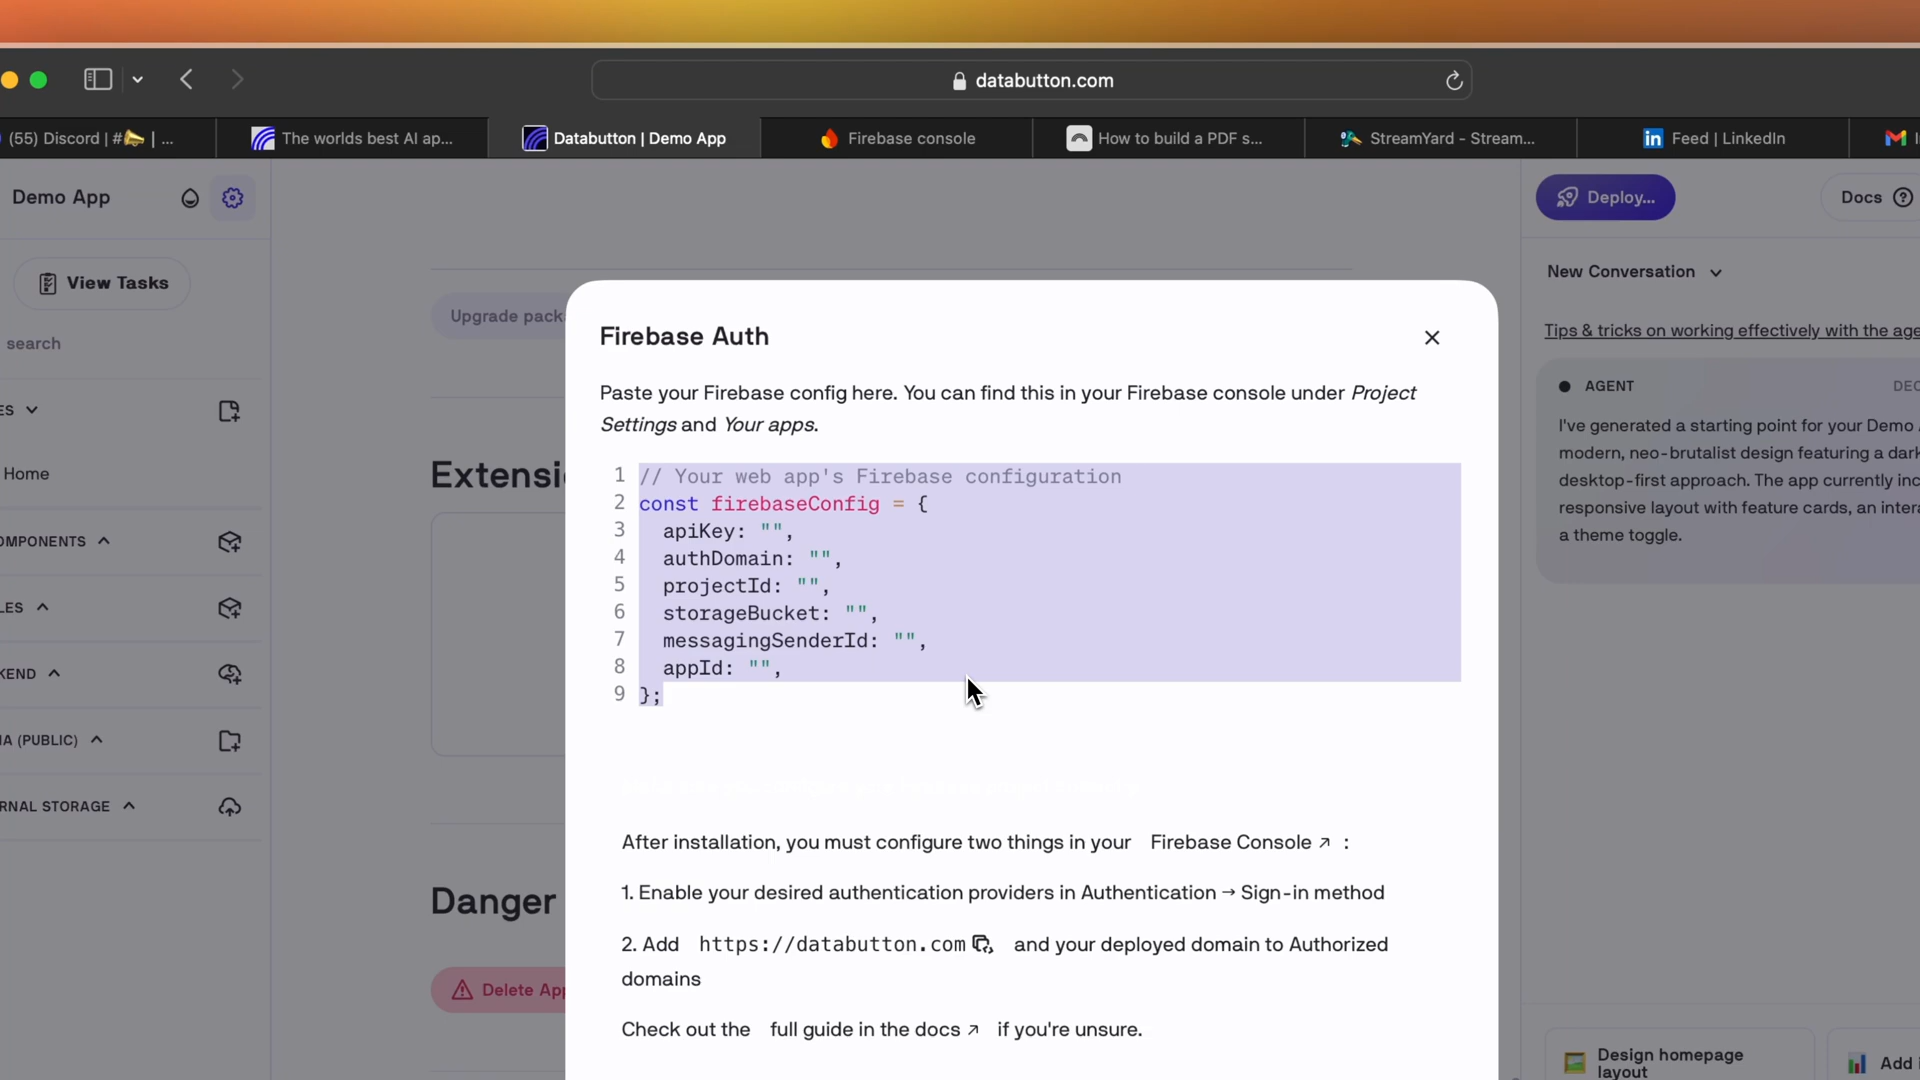 databutton.com
(55) Discord | #📣 | ...
The worlds best AI ap...
Databutton | Demo App
Firebase console
How to build a PDF s...
StreamYard - Stream...
Feed | LinkedIn
Demo App
Deploy...
Docs
View Tasks
New Conversation
Upgrade pack
search
Firebase Auth
Tips & tricks on working effectively with the age
AGENT
DEC
Paste your Firebase config here. You can find this in your Firebase console under Project
Settings and Your apps.
ES
I've generated a starting point for your Demo
modern, neo-brutalist design featuring a dark
desktop-first approach. The app currently inc
responsive layout with feature cards, an intera
a theme toggle.
Home
Extensi
1 // Your web app's Firebase configuration
2 const firebaseConfig = {
3 apiKey: "",
4 authDomain: "",
5 projectId: "",
6 storageBucket: "",
7 messagingSenderId: "",
8 appId: "",
9 };
OMPONENTS
LES
KEND
IA (PUBLIC)
RNAL STORAGE
After installation, you must configure two things in your Firebase Console ↗ :
1. Enable your desired authentication providers in Authentication → Sign-in method
2. Add https://databutton.com and your deployed domain to Authorized
domains
Check out the full guide in the docs ↗ if you're unsure.
Danger
Delete App
Design homepage
layout
Add